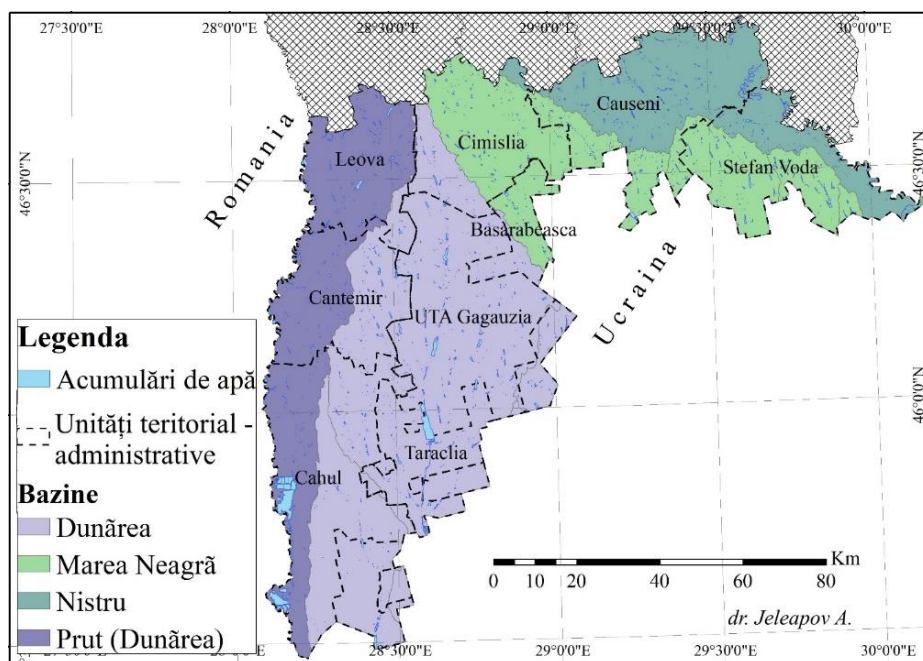 27°30'0"E 28°0'0"E 28°30'0"E 29°0'0"E 29°30'0"E 30°0'0"E
Causeni
Cimislia
Leova
Stefan Voda
46°30'0"N
46°30'0"N
Romania
Basarabeasca
Ucraina
Cantemir
UTA Gagauzia
46°0'0"N
Taraclia
Cahul
Legenda
Acumulări de apă
Unități teritorial -
administrative
Bazine
Dunãrea
Marea Neagrã
Nistru
Prut (Dunãrea)
Km
0 10 20 40 60 80
dr. Jeleapov A.
28°30'0"E 29°0'0"E 29°30'0"E 30°0'0"E